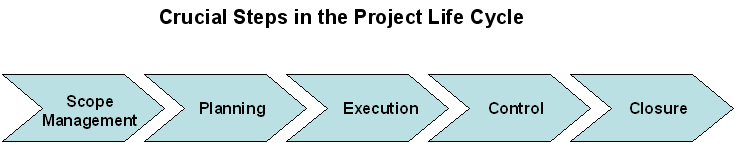 Crucial Steps in the Project Life Cycle
Scope
Management
Planning
Execution
Control
Closure